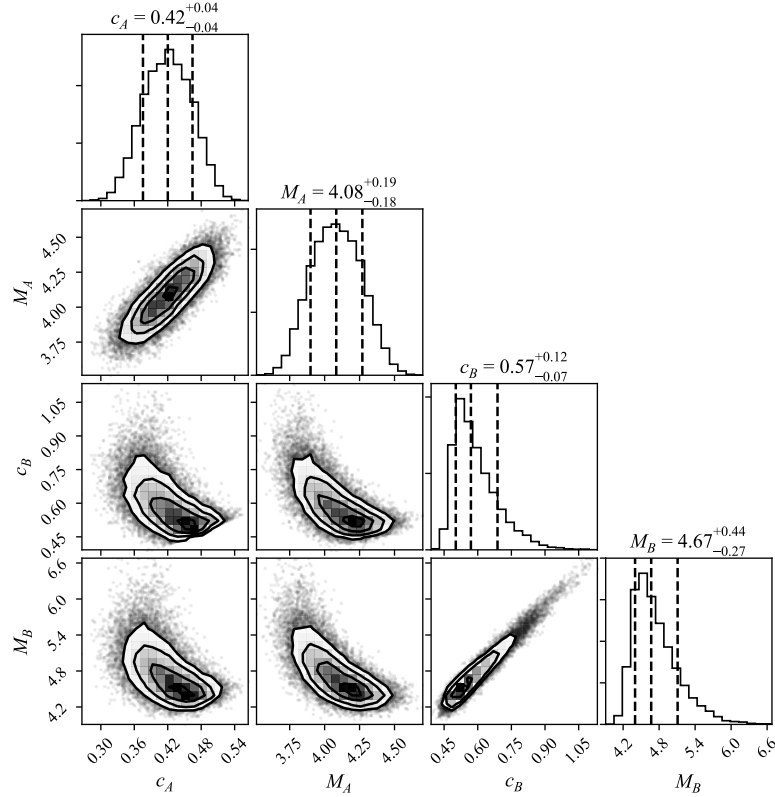 c_A = 0.42^{+0.04}_{−0.04}
M_A = 4.08^{+0.19}_{−0.18}
4.50
4.25
4.00
3.75
M_A
c_B = 0.57^{+0.12}_{−0.07}
1.05
0.90
0.75
0.60
0.45
c_B
M_B = 4.67^{+0.44}_{−0.27}
6.6
6.0
5.4
4.8
4.2
M_B
0.30 0.36 0.42 0.48 0.54
3.75 4.00 4.25 4.50
0.45 0.60 0.75 0.90 1.05
4.2 4.8 5.4 6.0 6.6
c_A M_A c_B M_B